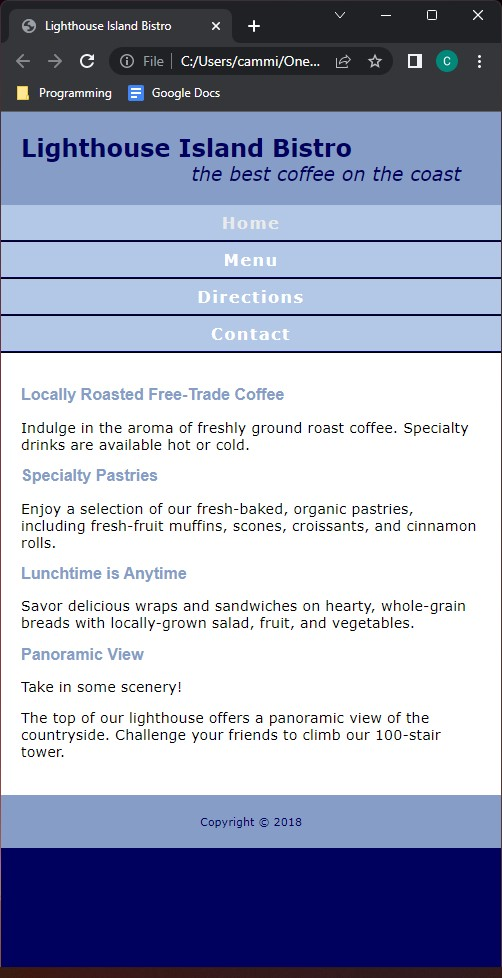 Lighthouse Island Bistro
File | C:/Users/cammi/One...
C
Programming
Google Docs
Lighthouse Island Bistro
the best coffee on the coast
Home
Menu
Directions
Contact
Locally Roasted Free-Trade Coffee
Indulge in the aroma of freshly ground roast coffee. Specialty
drinks are available hot or cold.
Specialty Pastries
Enjoy a selection of our fresh-baked, organic pastries,
including fresh-fruit muffins, scones, croissants, and cinnamon
rolls.
Lunchtime is Anytime
Savor delicious wraps and sandwiches on hearty, whole-grain
breads with locally-grown salad, fruit, and vegetables.
Panoramic View
Take in some scenery!
The top of our lighthouse offers a panoramic view of the
countryside. Challenge your friends to climb our 100-stair
tower.
Copyright © 2018